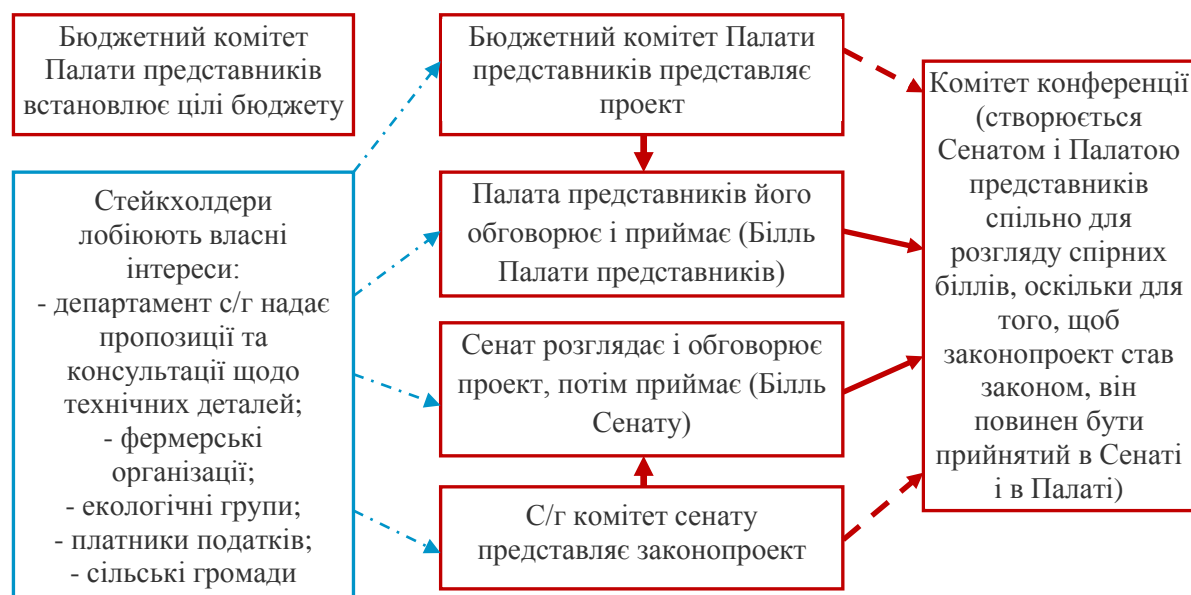 Бюджетний комітет
Палати представників
встановлює цілі бюджету
Стейкхолдери
лобіюють власні
інтереси:
- департамент с/г надає
пропозиції та
консультації щодо
технічних деталей;
- фермерські
організації;
- екологічні групи;
- платники податків;
- сільські громади
Бюджетний комітет Палати
представників представляє
проект
Палата представників його
обговорює і приймає (Білль
Палати представників)
Сенат розглядає і обговорює
проект, потім приймає (Білль
Сенату)
С/г комітет сенату
представляє законопроект
Комітет конференції
(створюється
Сенатом і Палатою
представників
спільно для
розгляду спірних
біллів, оскільки для
того, щоб
законопроект став
законом, він
повинен бути
прийнятий в Сенаті
і в Палаті)